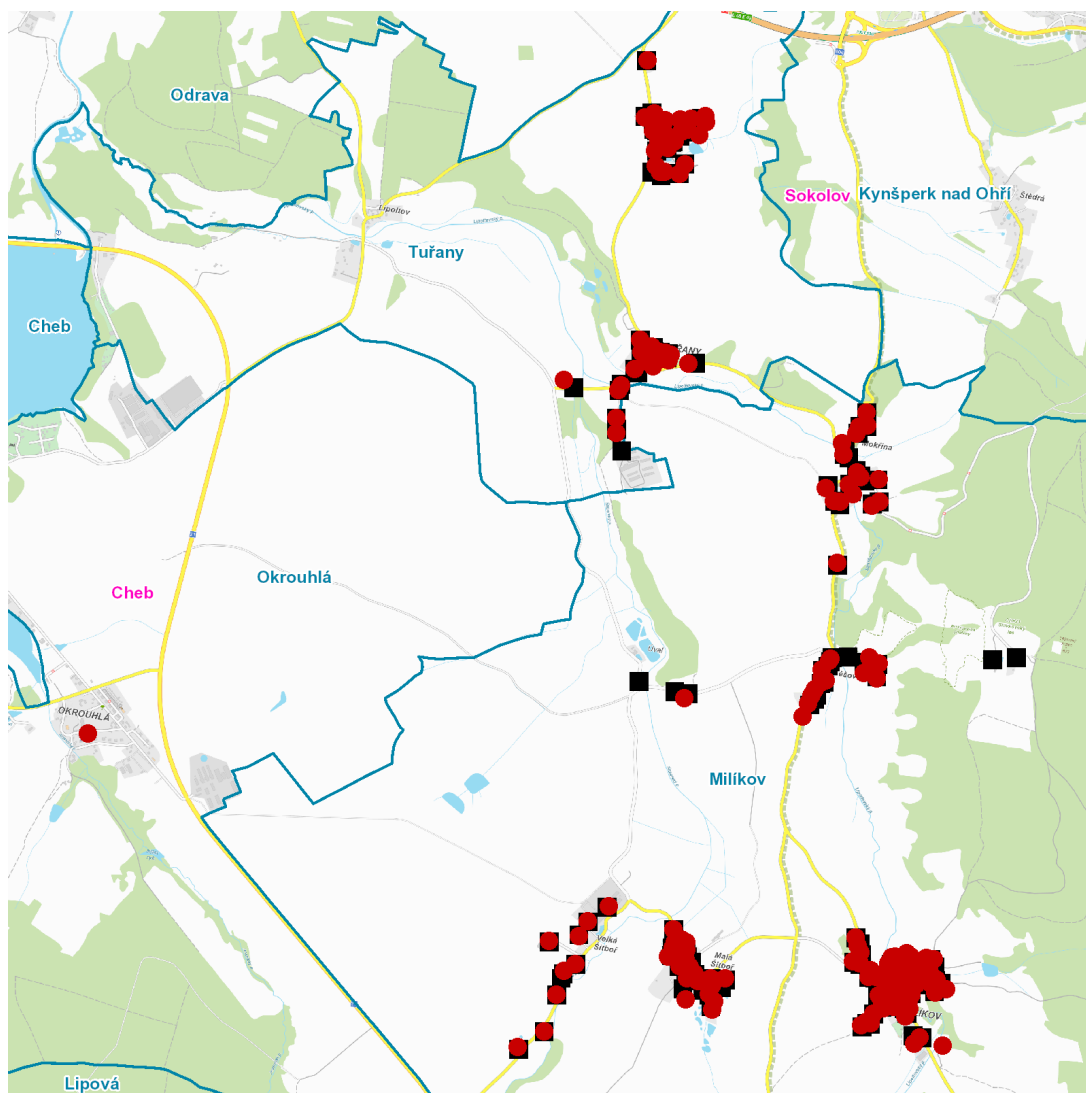 Odrava
Sokolov
Kynšperk nad Ohří
Štědrá
Lipoltov
Tuřany
Cheb
Mokřina
Okrouhlá
Cheb
Úval
OKROUHLÁ
Milíkov
Velká
Šitboř
Malá
Šitboř
Lipová